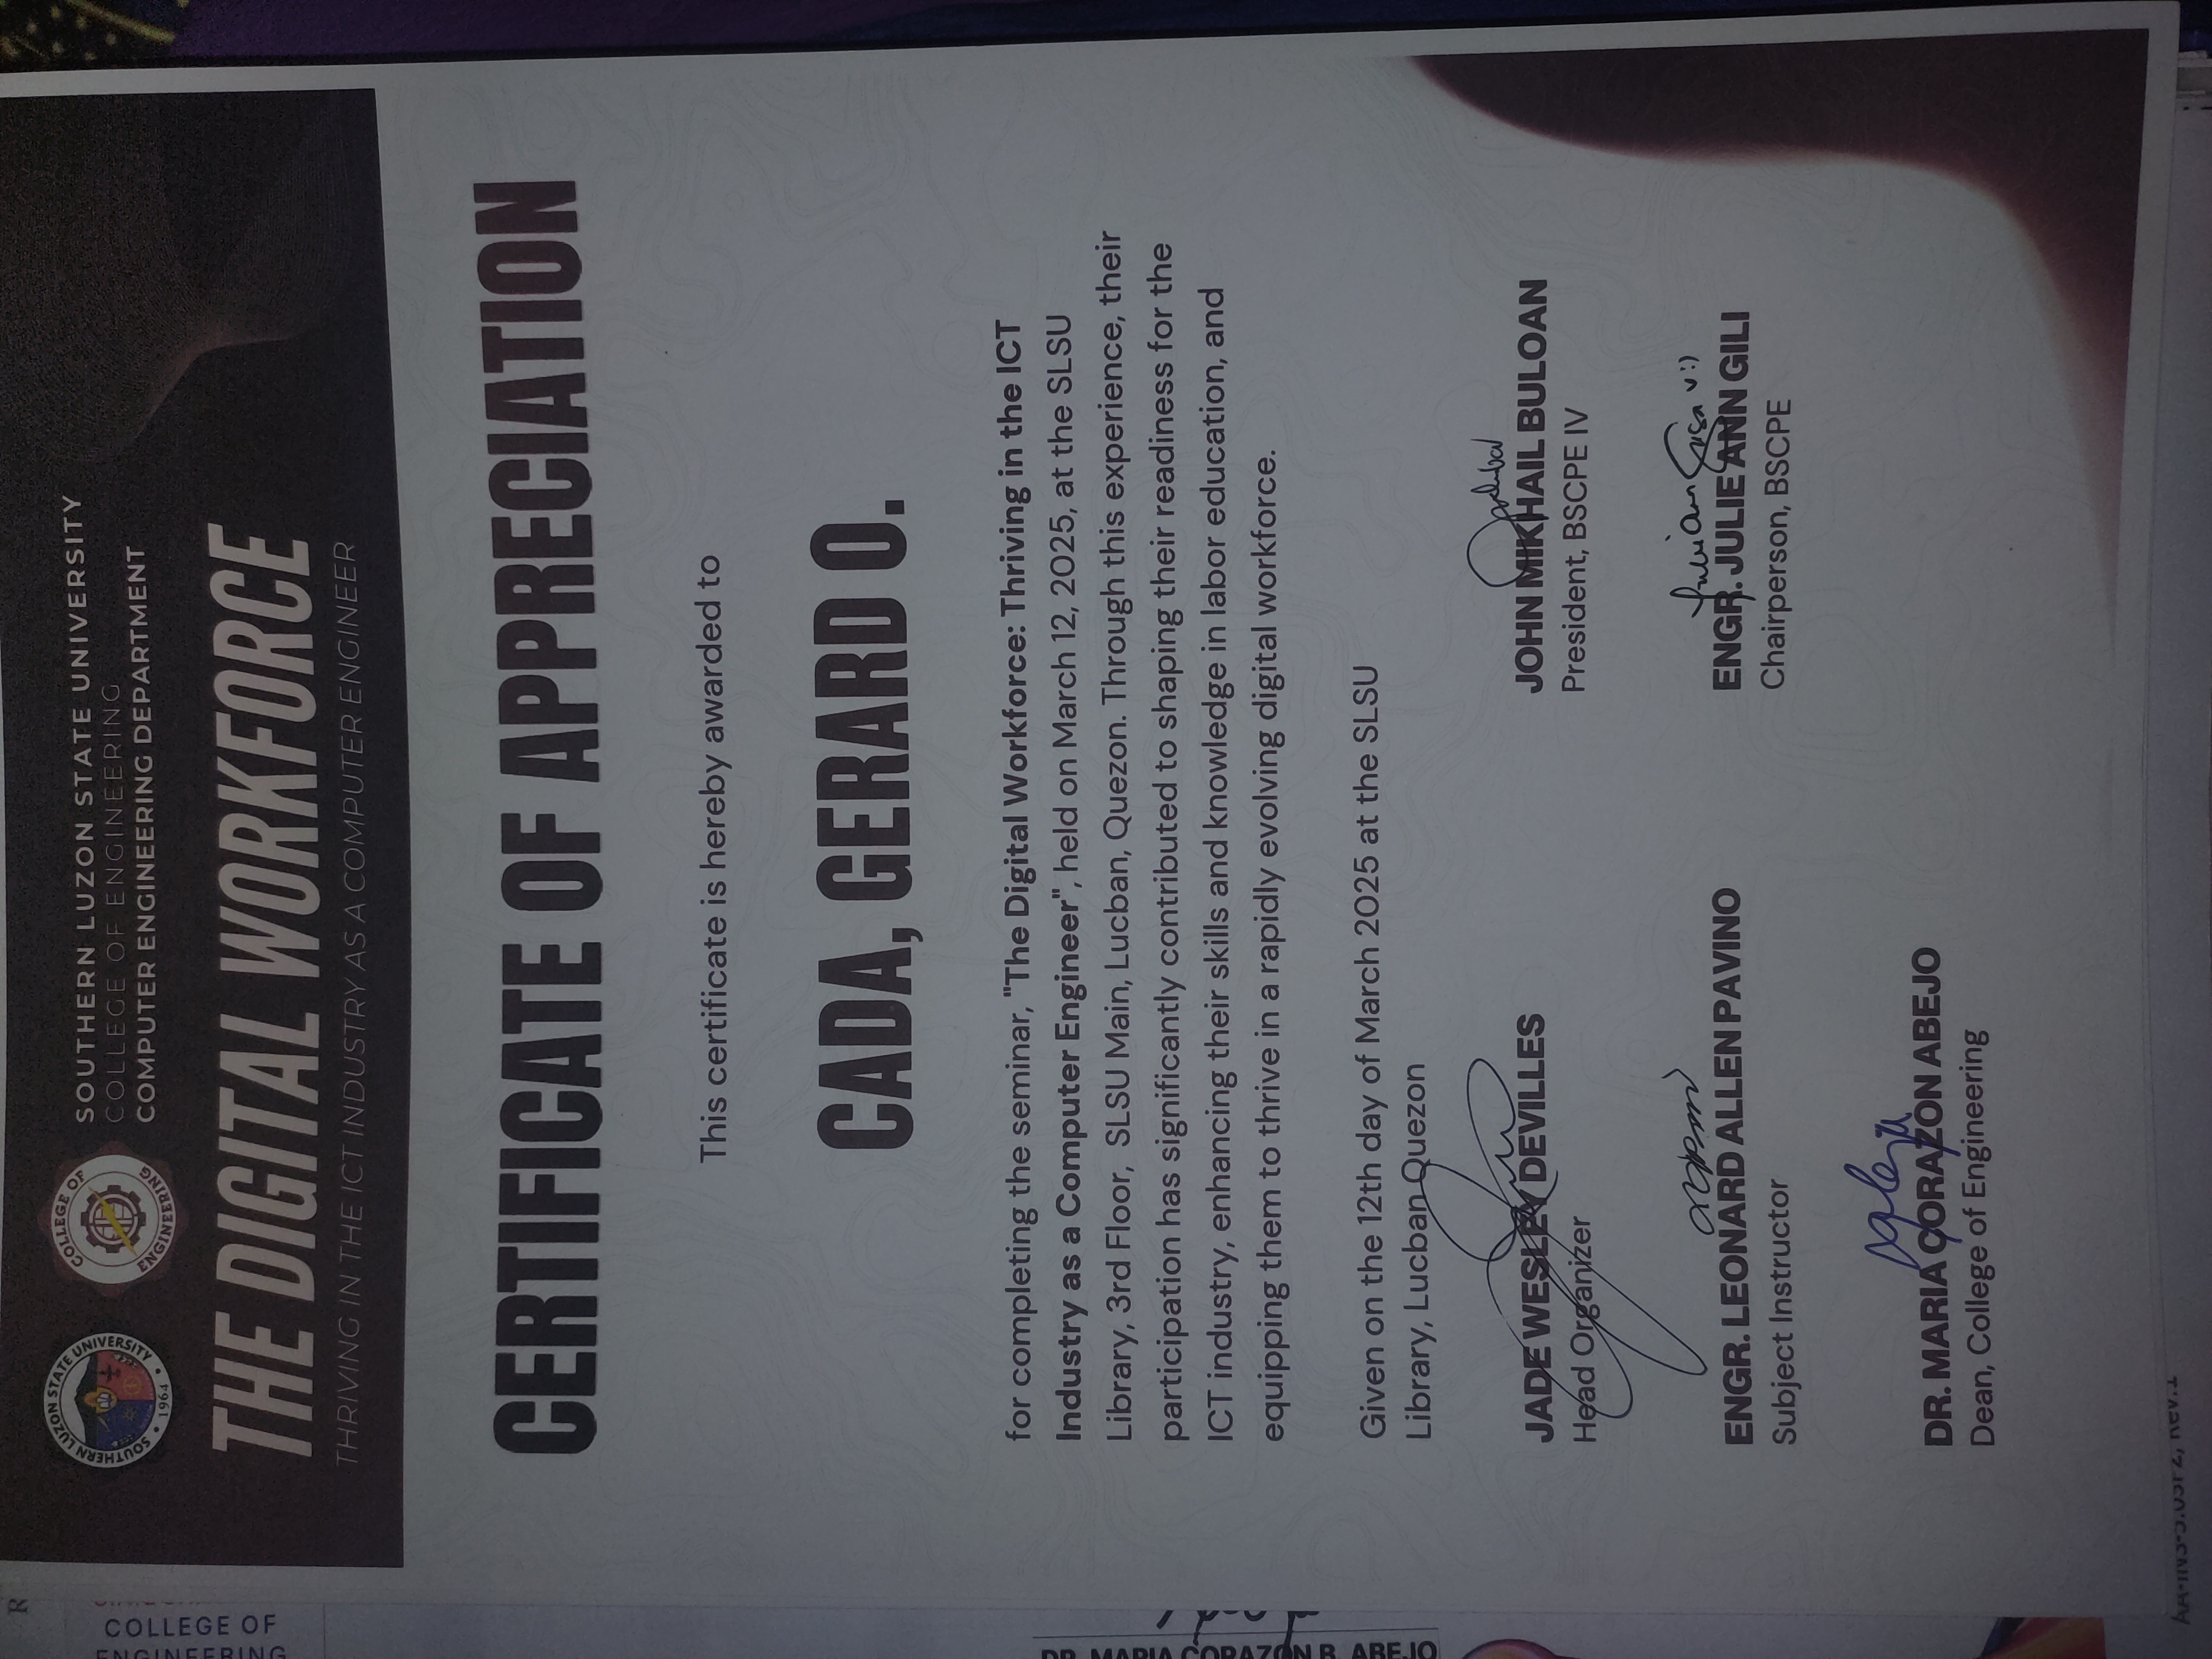 R
COLLEGE OF
ENGINEERING
SOUTHERN LUZON STATE UNIVERSITY
1964
COLLEGE OF
ENGINEERING
SOUTHERN LUZON STATE UNIVERSITY
COLLEGE OF ENGINEERING
COMPUTER ENGINEERING DEPARTMENT
THE DIGITAL WORKFORCE
THRIVING IN THE ICT INDUSTRY AS A COMPUTER ENGINEER
CERTIFICATE OF APPRECIATION
This certificate is hereby awarded to
CADA, GERARD O.
for completing the seminar, "The Digital Workforce: Thriving in the ICT
Industry as a Computer Engineer", held on March 12, 2025, at the SLSU
Library, 3rd Floor, SLSU Main, Lucban, Quezon. Through this experience, their
participation has significantly contributed to shaping their readiness for the
ICT industry, enhancing their skills and knowledge in labor education, and
equipping them to thrive in a rapidly evolving digital workforce.
Given on the 12th day of March 2025 at the SLSU
Library, Lucban Quezon
JADE WESLEY DEVILLES
Head Organizer
JOHN MIKHAIL BULOAN
President, BSCPE IV
ENGR. LEONARD ALLEN PAVINO
Subject Instructor
ENGR. JULIE ANN GILI
Chairperson, BSCPE
DR. MARIA CORAZON ABEJO
Dean, College of Engineering
DR. MARIA CORAZON B. ABEJO